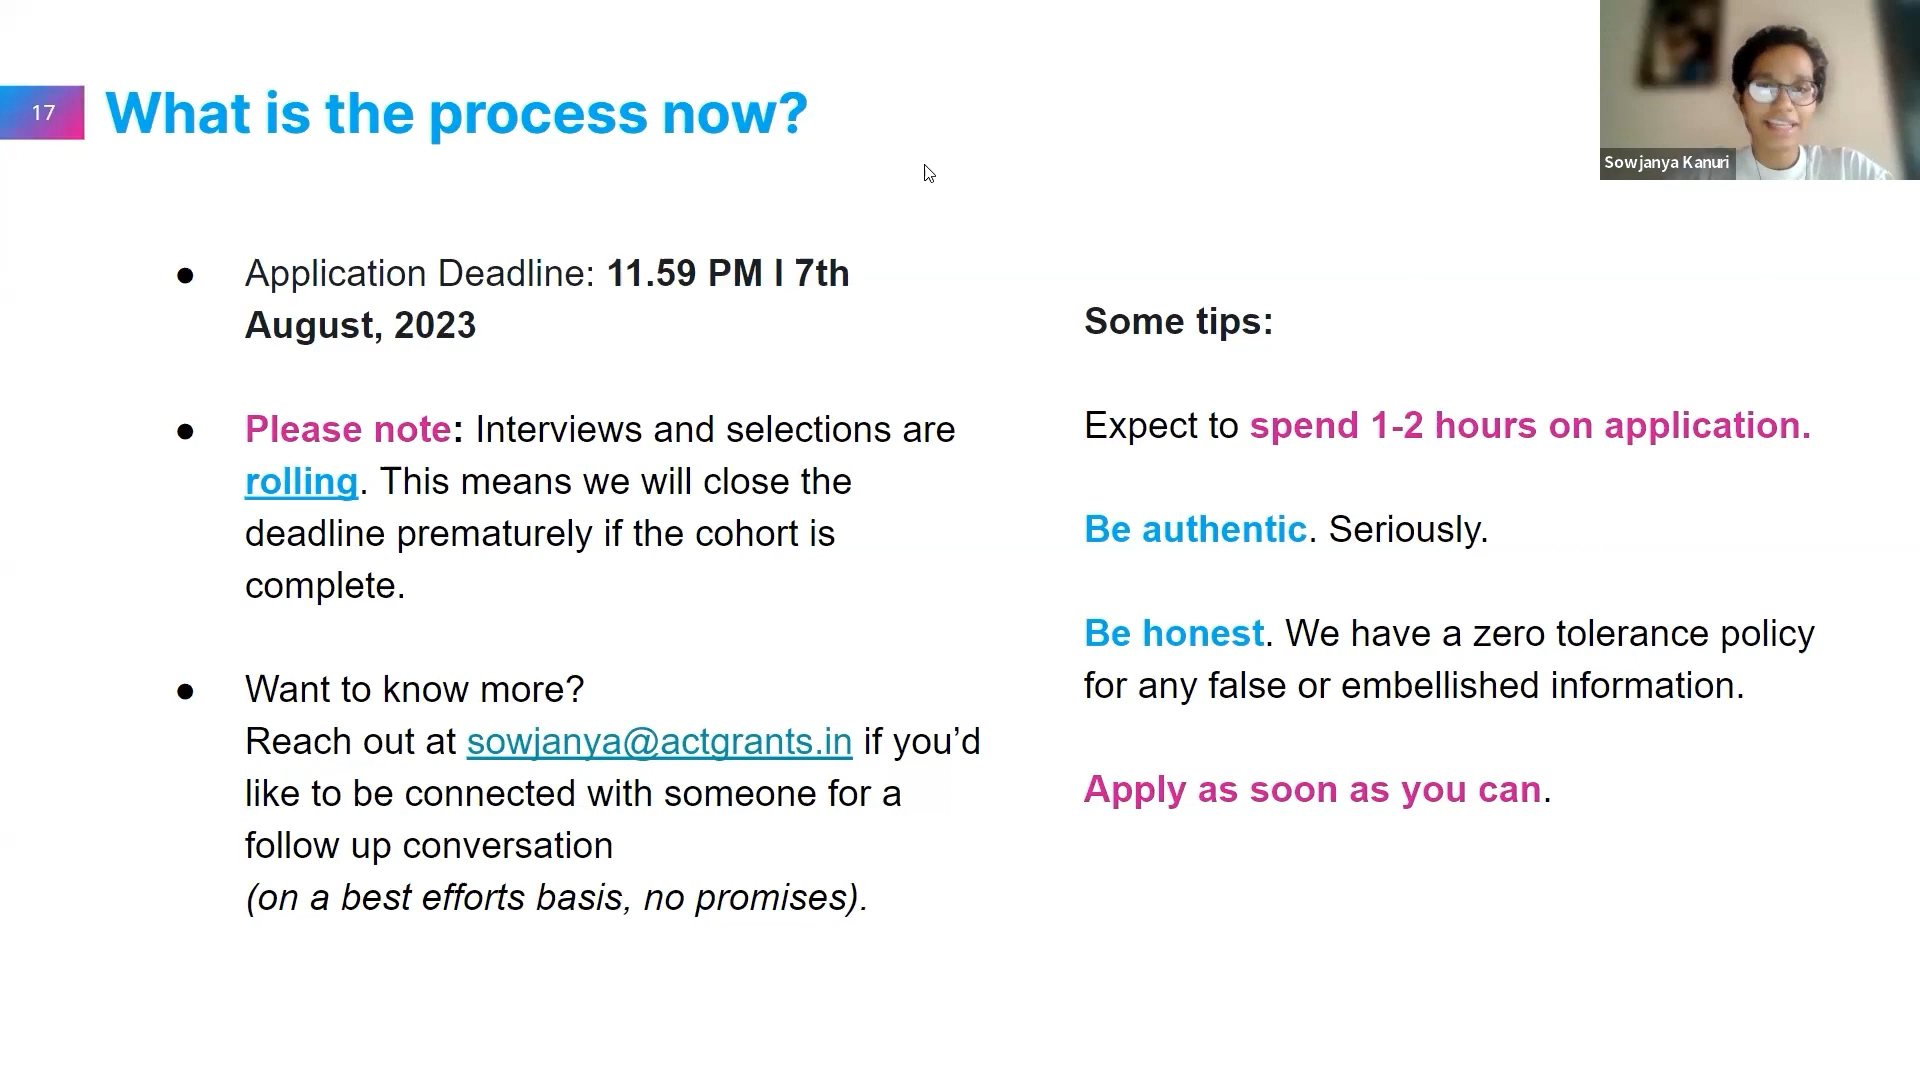 17
What is the process now?
Sowjanya Kanuri
● Application Deadline: 11.59 PM l 7th
August, 2023
● Please note: Interviews and selections are
rolling. This means we will close the
deadline prematurely if the cohort is
complete.
● Want to know more?
Reach out at sowjanya@actgrants.in if you’d
like to be connected with someone for a
follow up conversation
(on a best efforts basis, no promises).
Some tips:
Expect to spend 1-2 hours on application.
Be authentic. Seriously.
Be honest. We have a zero tolerance policy
for any false or embellished information.
Apply as soon as you can.